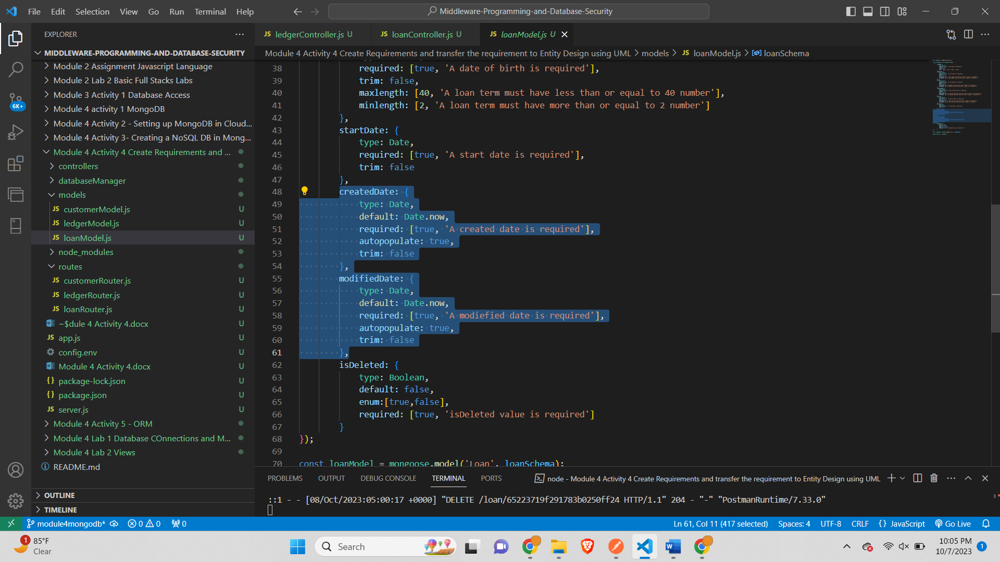 File Edit Selection View Go Run Terminal Help
Middleware-Programming-and-Database-Security
EXPLORER
JS ledgerController.js U
JS loanController.js U
JS loanModel.js U
MIDDLEWARE-PROGRAMMING-AND-DATABASE-SECURITY
Module 4 Activity 4 Create Requirements and transfer the requirement to Entity Design using UML > models > JS loanModel.js > loanSchema
Module 2 Assignment Javascript Language
Module 2 Lab 2 Basic Full Stacks Labs
Module 3 Activity 1 Database Access
Module 4 activity 1 MongoDB
Module 4 Activity 2 - Setting up MongoDB in Cloud...
Module 4 Activity 3- Creating a NoSQL DB in Mong...
Module 4 Activity 4 Create Requirements and ...
controllers
databaseManager
models
JS customerModel.js U
JS ledgerModel.js U
JS loanModel.js U
node_modules
routes
JS customerRouter.js U
JS ledgerRouter.js U
JS loanRouter.js U
~$dule 4 Activity 4.docx U
JS app.js U
config.env U
Module 4 Activity 4.docx U
{} package-lock.json U
{} package.json U
JS server.js U
Module 4 Activity 5 - ORM
Module 4 Lab 1 Database COnnections and M...
Module 4 Lab 2 Views
README.md
OUTLINE
TIMELINE
6K+
38 required: [true, 'A date of birth is required'],
39 trim: false,
40 maxlength: [40, 'A loan term must have less than or equal to 40 number'],
41 minlength: [2, 'A loan term must have more than or equal to 2 number']
42 },
43 startDate: {
44 type: Date,
45 required: [true, 'A start date is required'],
46 trim: false
47 },
48 createdDate: {
49 type: Date,
50 default: Date.now,
51 required: [true, 'A created date is required'],
52 autopopulate: true,
53 trim: false
54 },
55 modifiedDate: {
56 type: Date,
57 default: Date.now,
58 required: [true, 'A modiefied date is required'],
59 autopopulate: true,
60 trim: false
61 },
62 isDeleted: {
63 type: Boolean,
64 default: false,
65 enum:[true,false],
66 required: [true, 'isDeleted value is required']
67 }
68 });
69
70 const loanModel = mongoose.model('Loan', loanSchema);
PROBLEMS OUTPUT DEBUG CONSOLE TERMINAL PORTS
node - Module 4 Activity 4 Create Requirements and transfer the requirement to Entity Design using UML
::1 - - [08/Oct/2023:05:00:17 +0000] "DELETE /loan/65223719f291783b0250ff24 HTTP/1.1" 204 - "-" "PostmanRuntime/7.33.0"
module4mongodb* 0 0 0
Ln 61, Col 11 (417 selected) Spaces: 4 UTF-8 CRLF {} JavaScript Go Live
1
85°F
Clear
Search
10:05 PM
10/7/2023
1